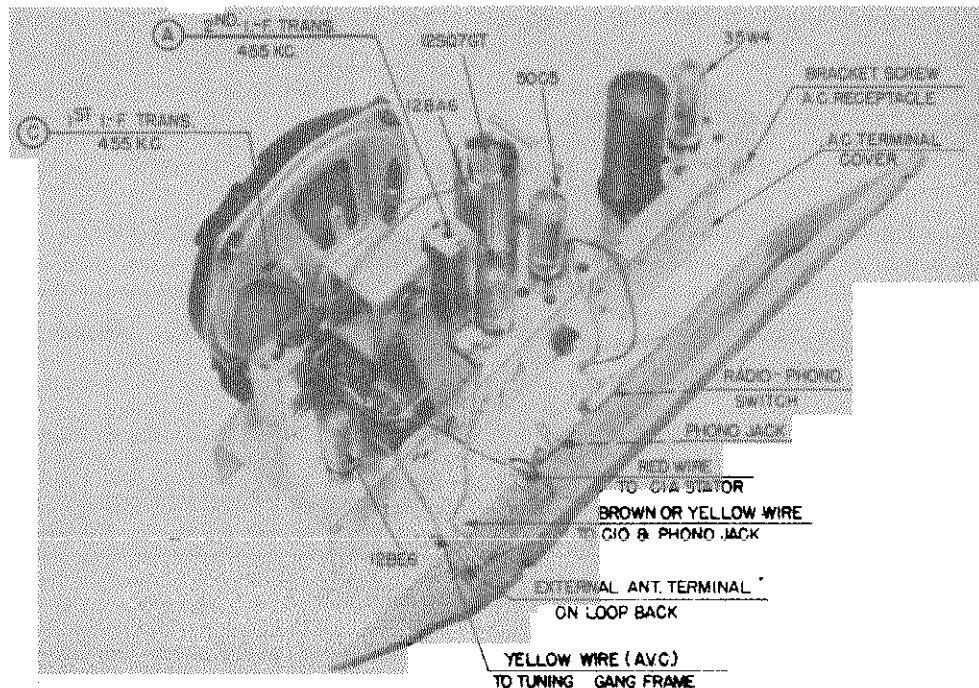 A
2ND I-F TRANS.
455 KC.
12SQ7GT
35W4
50C5
12BA6
BRACKET SCREW
A.C. RECEPTACLE
C
1ST I-F TRANS.
455 KC
A.C. TERMINAL
COVER
RADIO-PHONO
SWITCH
PHONO JACK
RED WIRE
TO C1A STATOR
BROWN OR YELLOW WIRE
TO C10 & PHONO JACK
12BE6
EXTERNAL ANT. TERMINAL
ON LOOP BACK
YELLOW WIRE (A.V.C.)
TO TUNING GANG FRAME